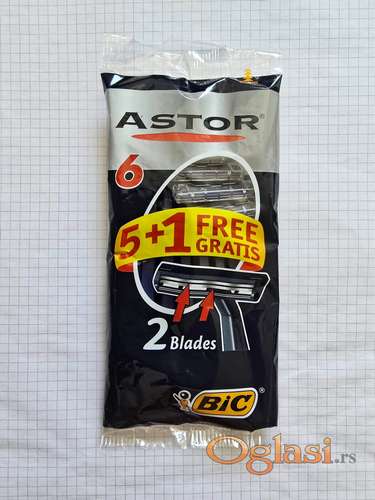 ASTOR®
6
5+1 FREE
GRATIS
2 Blades
BIC®
Oglasi.rs